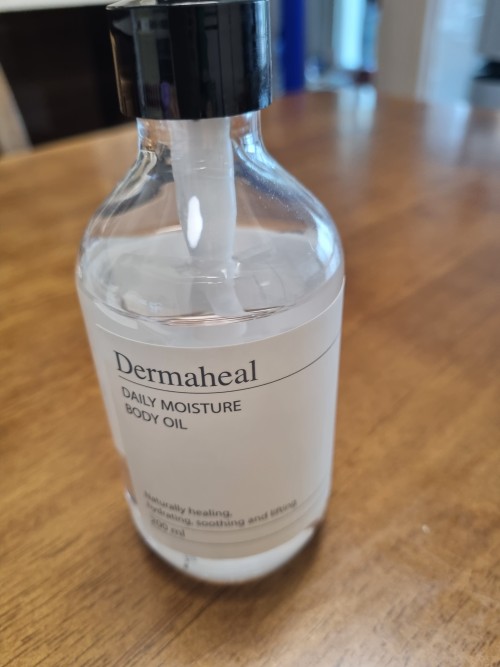 Dermaheal
DAILY MOISTURE
BODY OIL
Naturally healing,
hydrating, soothing and lifting
200 ml